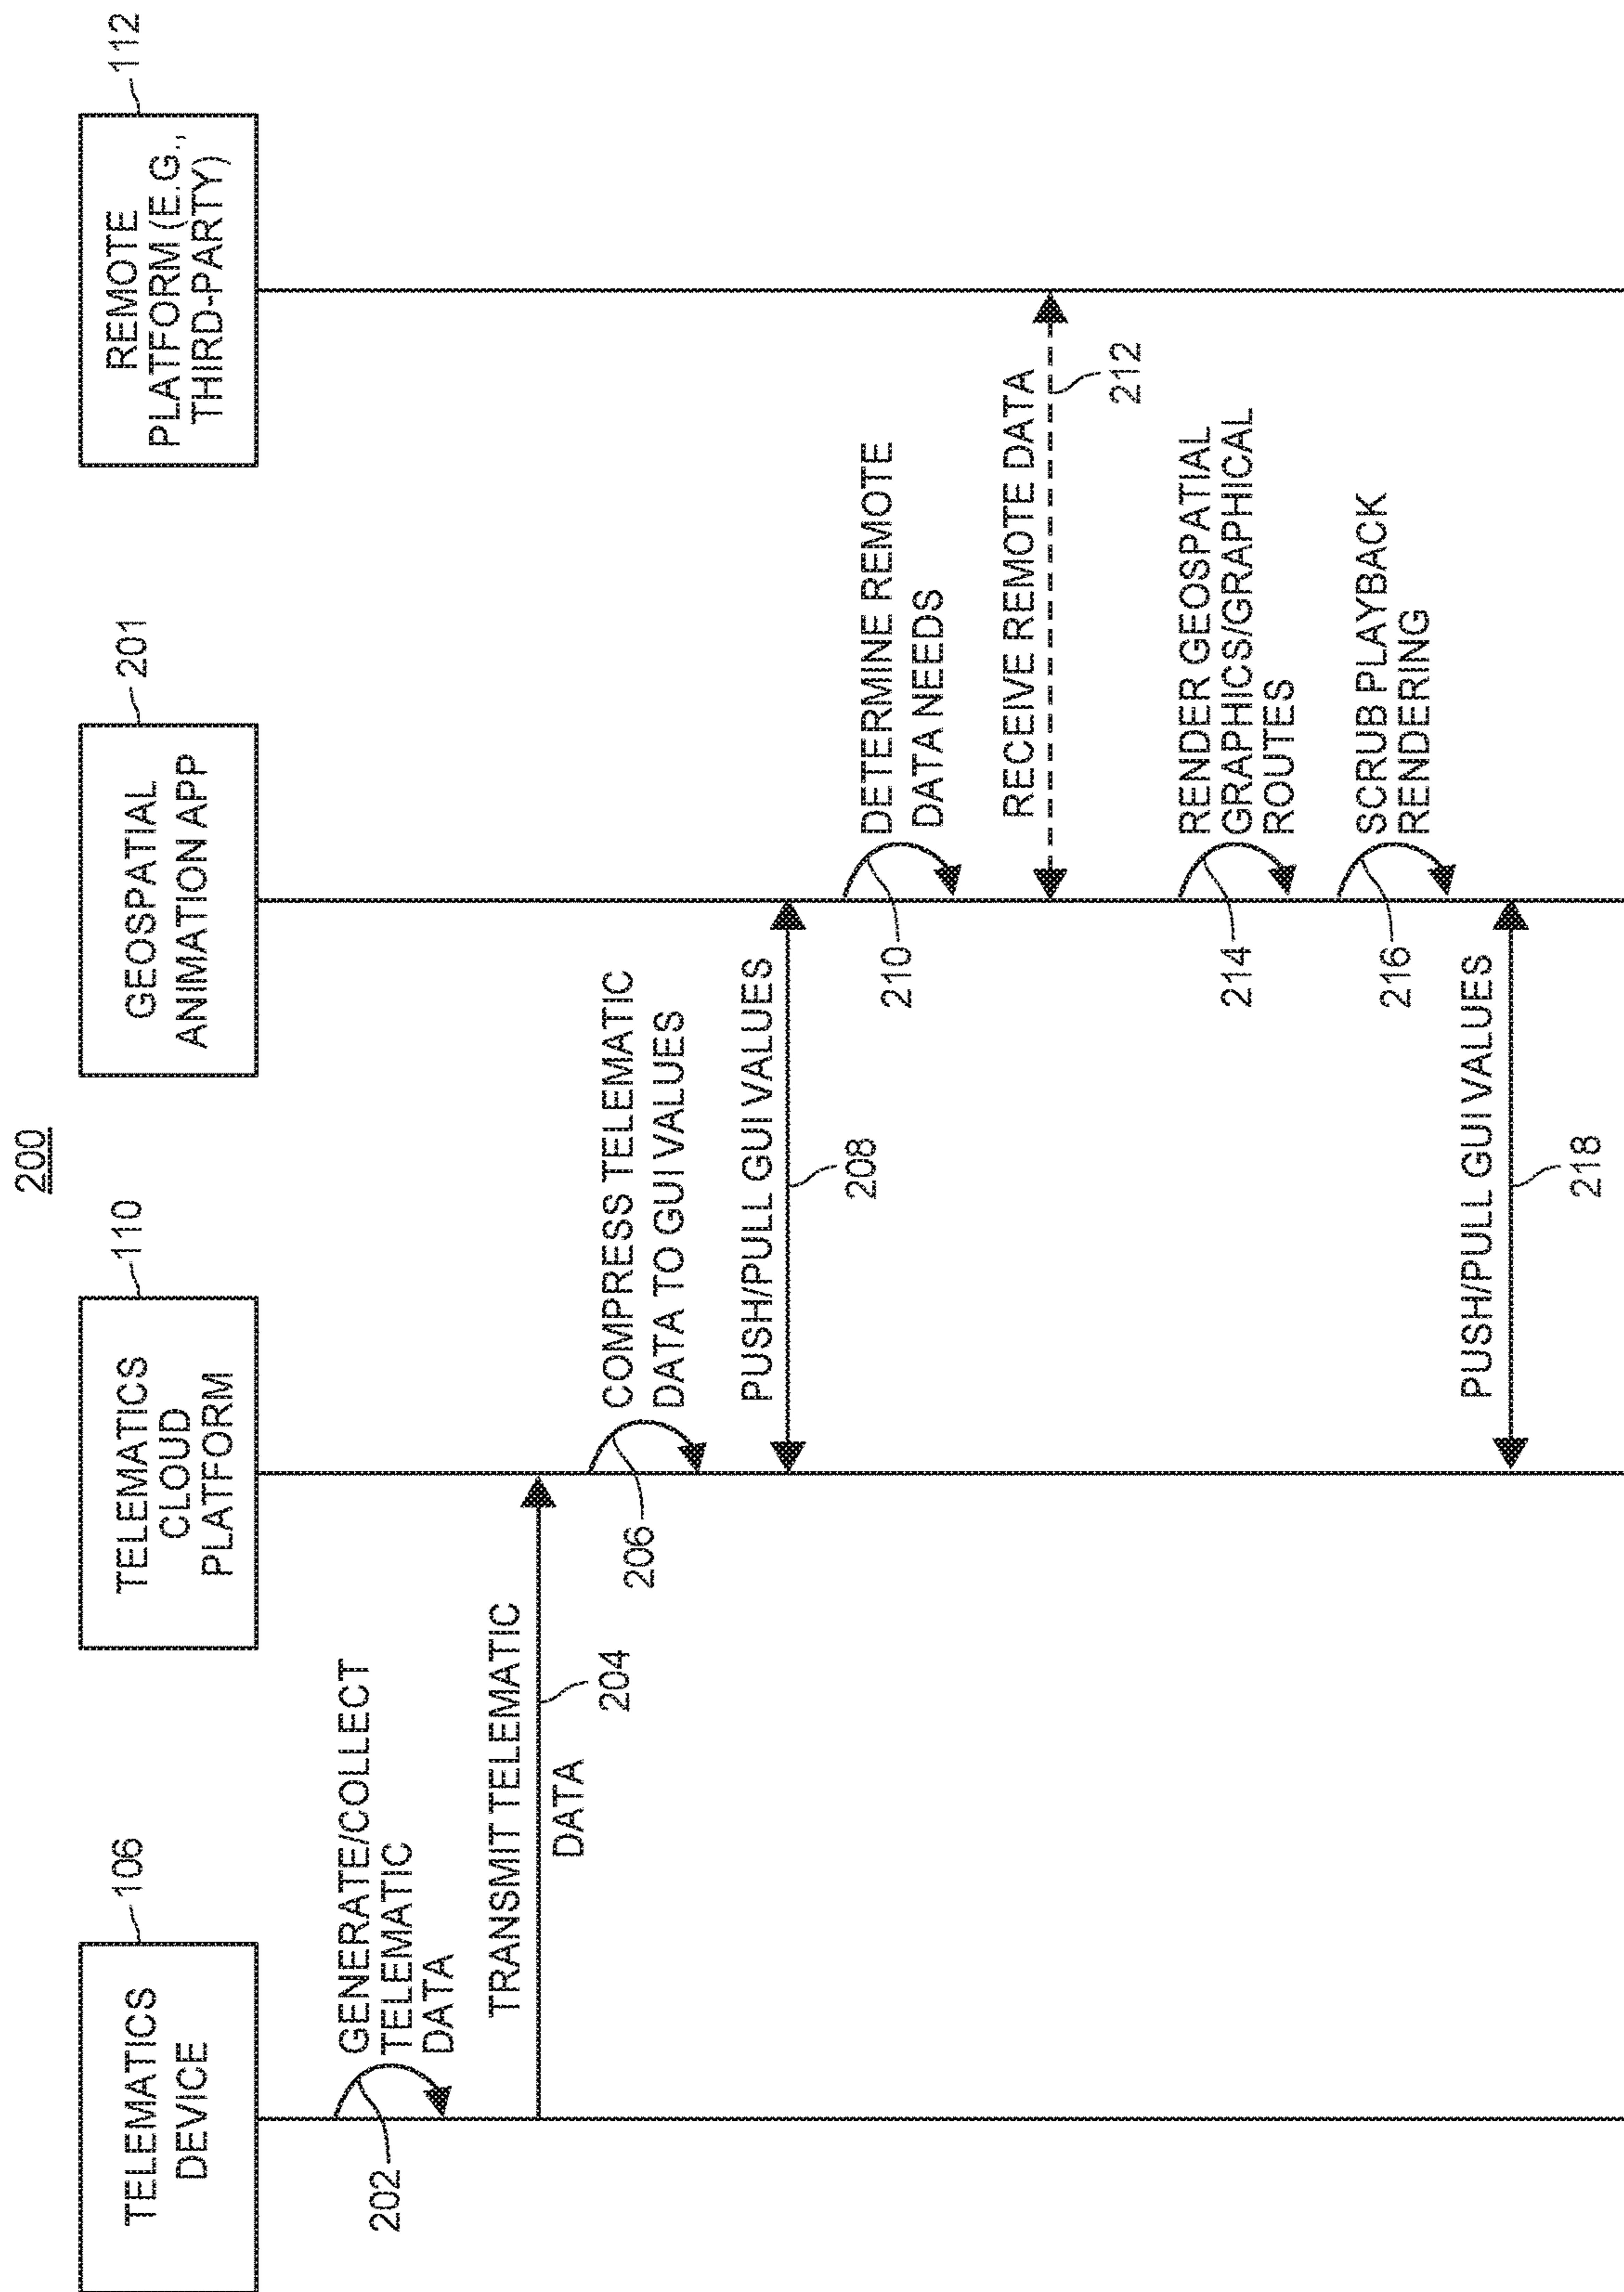 200
TELEMATICS
DEVICE
106
TELEMATICS
CLOUD
PLATFORM
110
GEOSPATIAL
ANIMATION APP
201
REMOTE
PLATFORM (E.G.,
THIRD-PARTY)
112
GENERATE/COLLECT
TELEMATIC
DATA
202
TRANSMIT TELEMATIC
DATA
204
COMPRESS TELEMATIC
DATA TO GUI VALUES
206
PUSH/PULL GUI VALUES
208
DETERMINE REMOTE
DATA NEEDS
210
RECEIVE REMOTE DATA
212
RENDER GEOSPATIAL
GRAPHICS/GRAPHICAL
ROUTES
214
SCRUB PLAYBACK
RENDERING
216
PUSH/PULL GUI VALUES
218